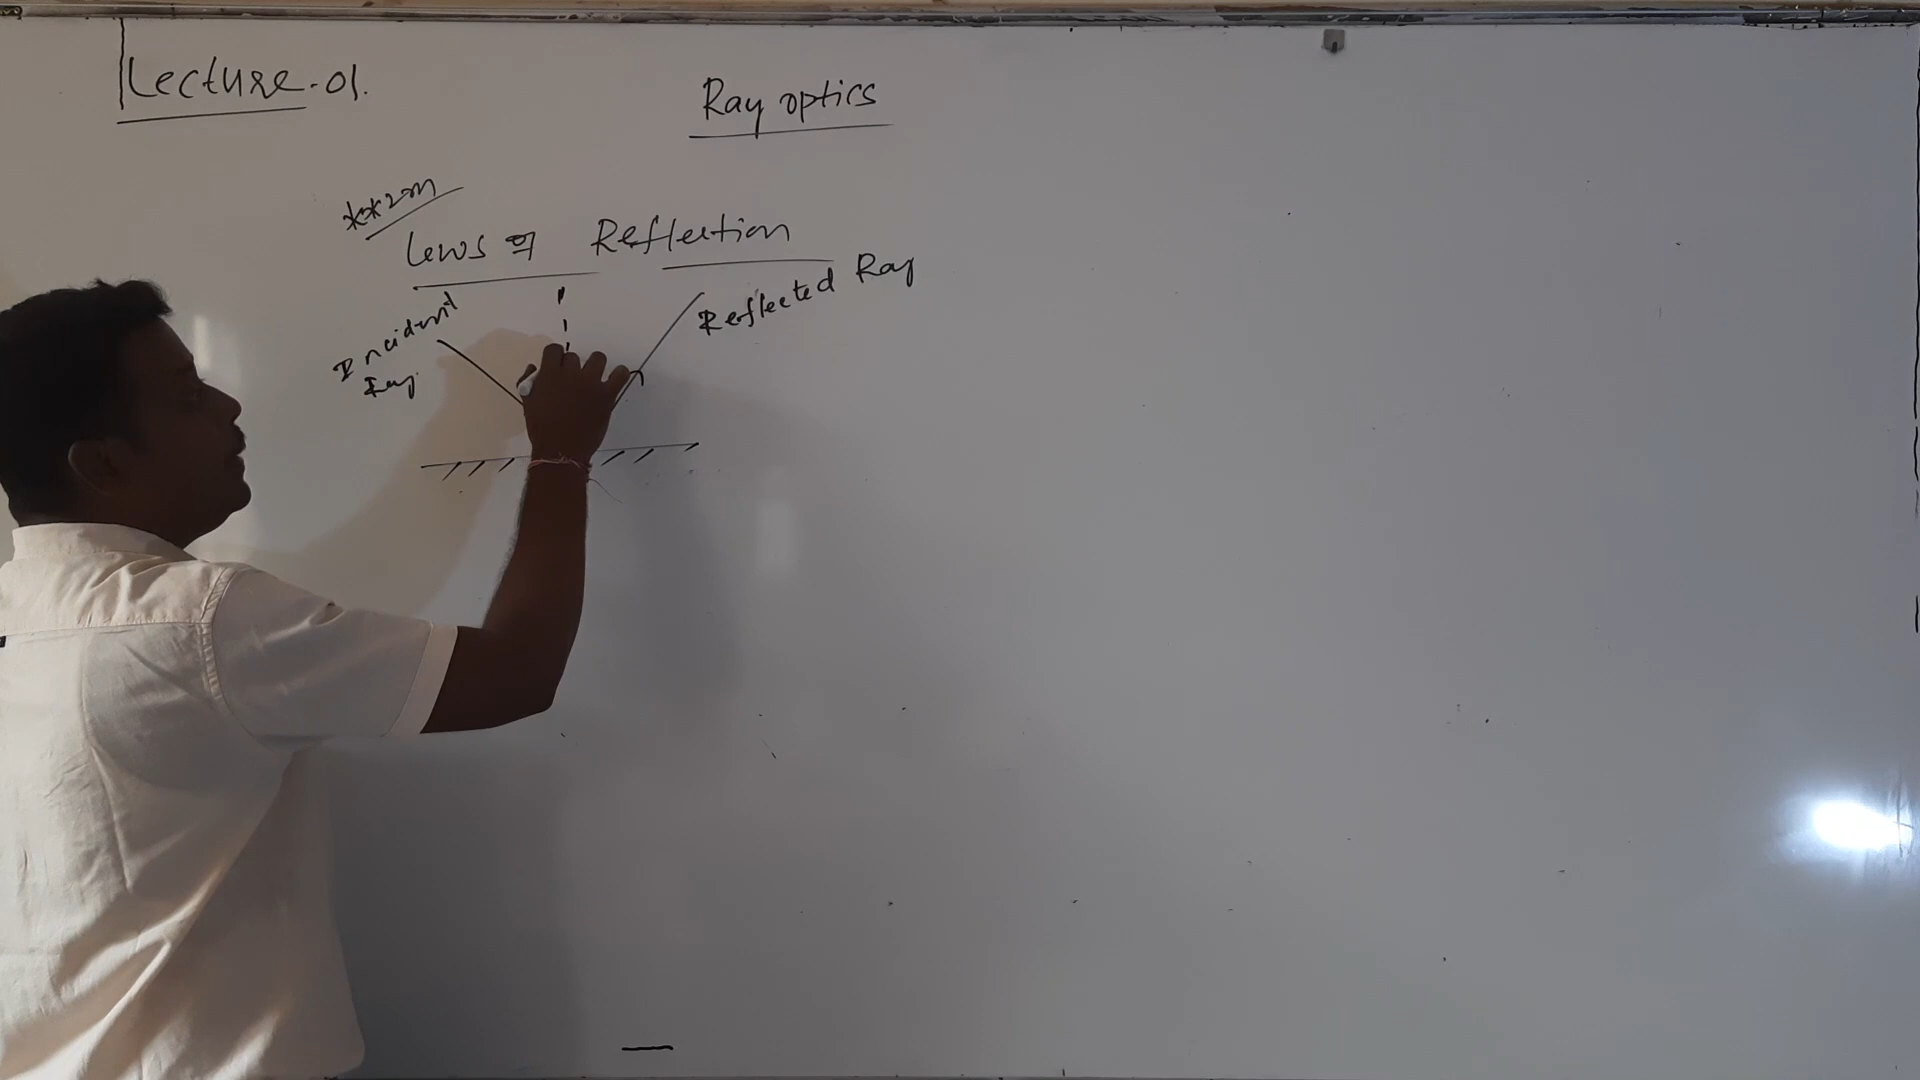 Lecture-01.
Ray optics
**2m
Laws of Reflection
Incident
Ray.
Reflected Ray